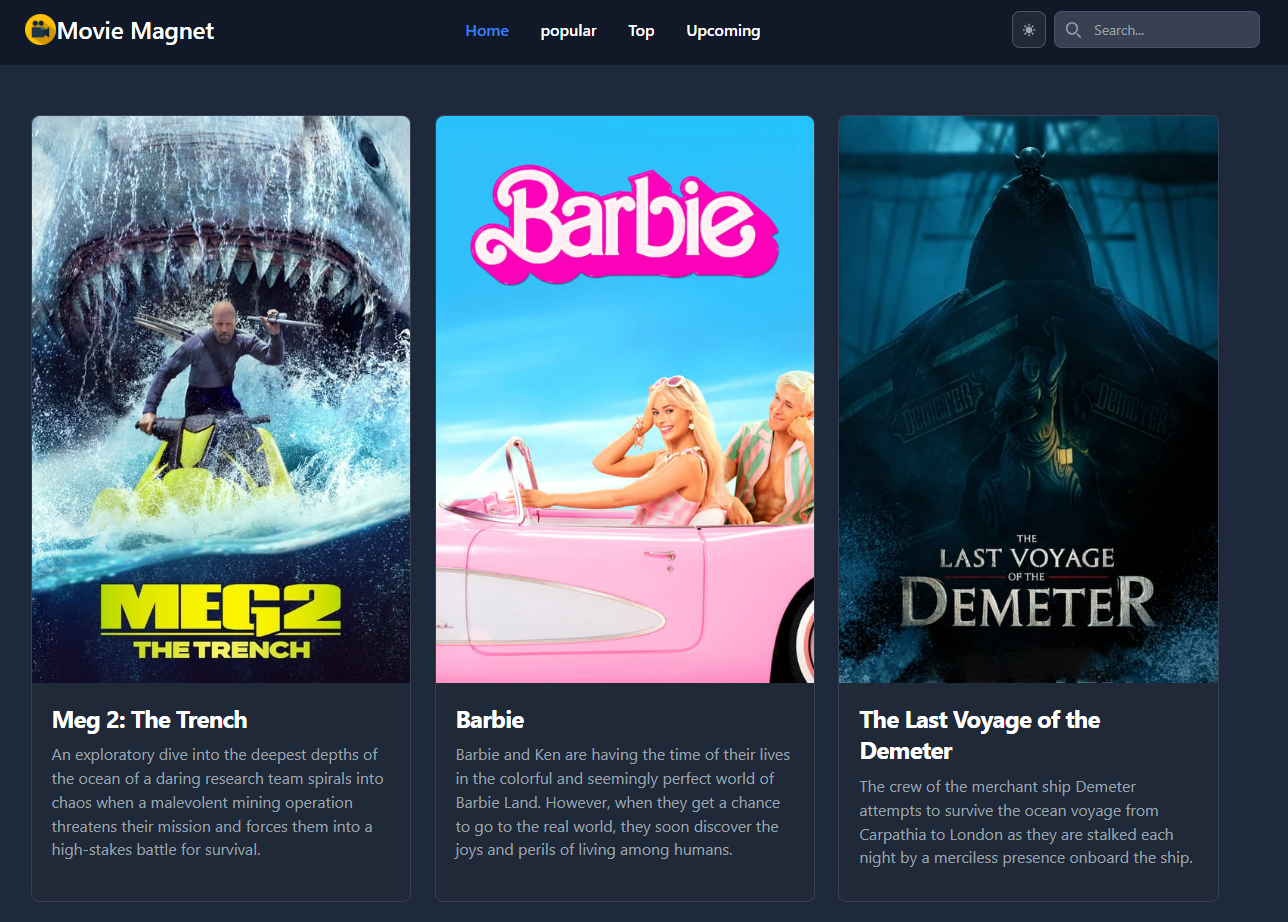 Movie Magnet
Home popular Top Upcoming
Search...
MEG2
THE TRENCH
Barbie
DEMETER DEMETER
THE
LAST VOYAGE
OF THE
DEMETER
Meg 2: The Trench
An exploratory dive into the deepest depths of
the ocean of a daring research team spirals into
chaos when a malevolent mining operation
threatens their mission and forces them into a
high-stakes battle for survival.
Barbie
Barbie and Ken are having the time of their lives
in the colorful and seemingly perfect world of
Barbie Land. However, when they get a chance
to go to the real world, they soon discover the
joys and perils of living among humans.
The Last Voyage of the
Demeter
The crew of the merchant ship Demeter
attempts to survive the ocean voyage from
Carpathia to London as they are stalked each
night by a merciless presence onboard the ship.